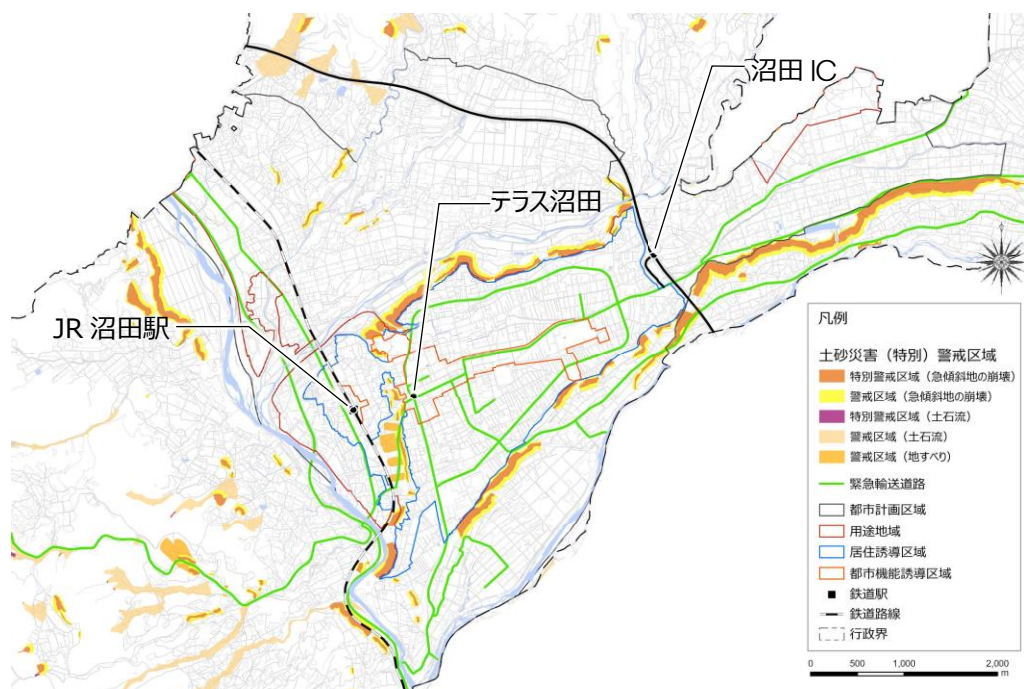 沼田 IC
テラス沼田
JR 沼田駅
凡例
土砂災害（特別）警戒区域
特別警戒区域（急傾斜地の崩壊）
警戒区域（急傾斜地の崩壊）
特別警戒区域（土石流）
警戒区域（土石流）
警戒区域（地すべり）
緊急輸送道路
都市計画区域
用途地域
居住誘導区域
都市機能誘導区域
鉄道駅
鉄道路線
行政界
0 500 1,000 2,000
m